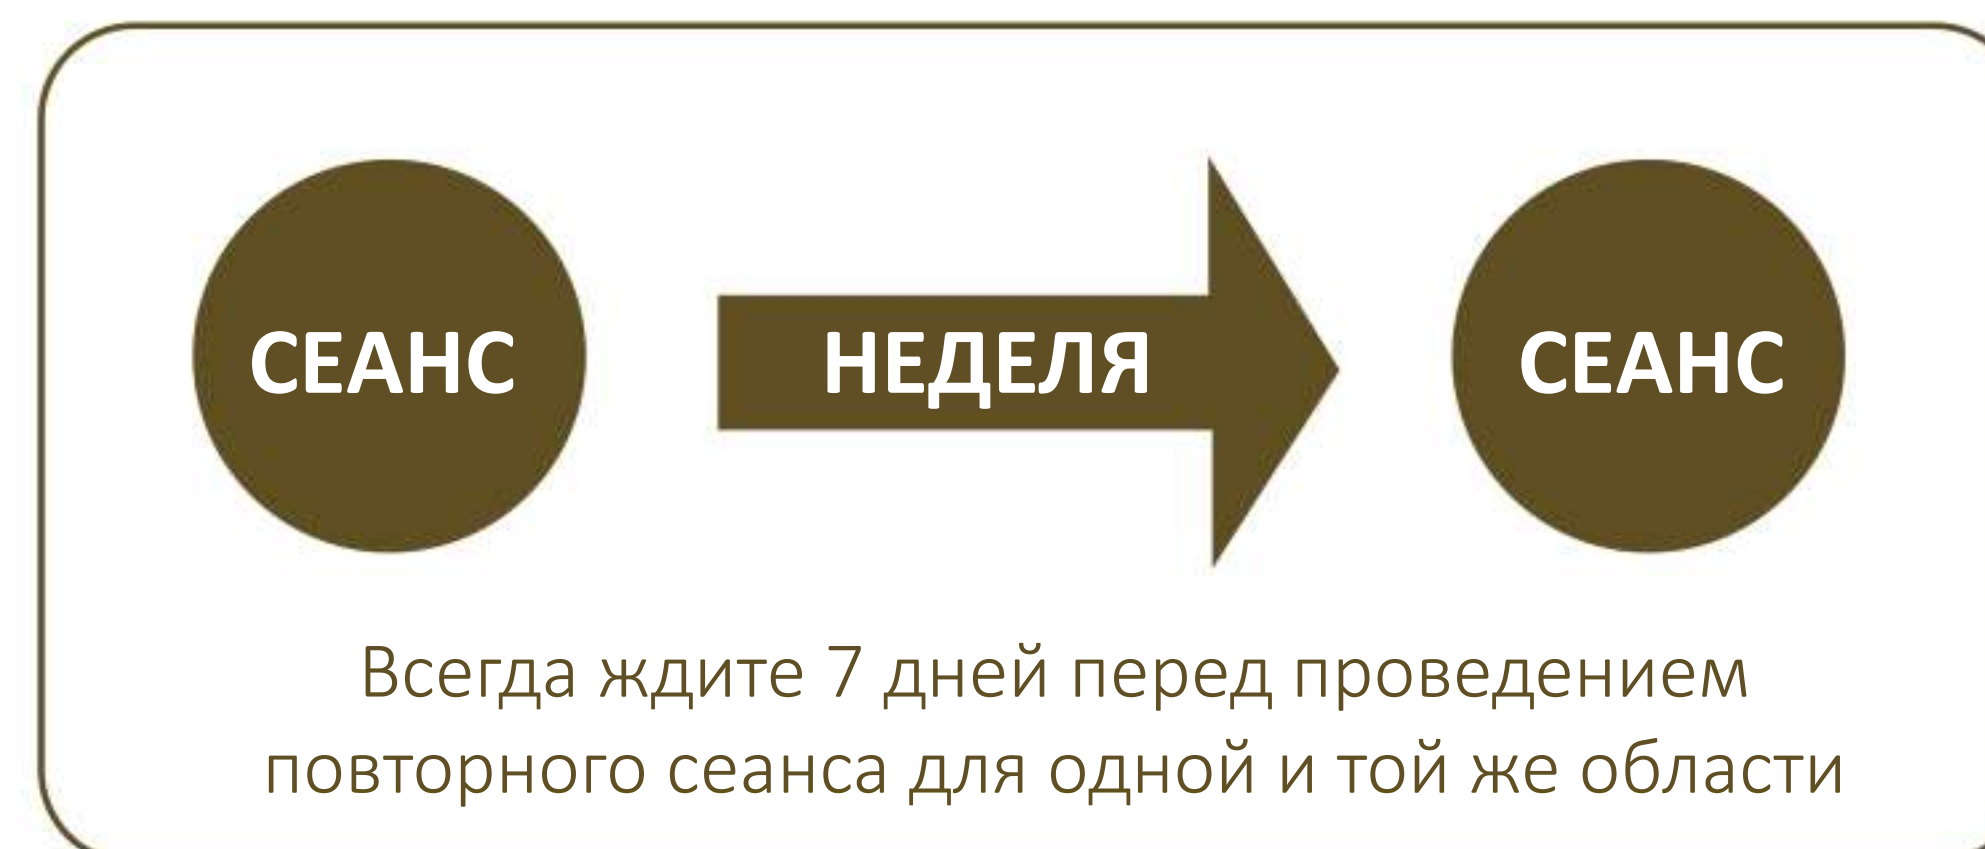 СЕАНС НЕДЕЛЯ СЕАНС
Всегда ждите 7 дней перед проведением
повторного сеанса для одной и той же области